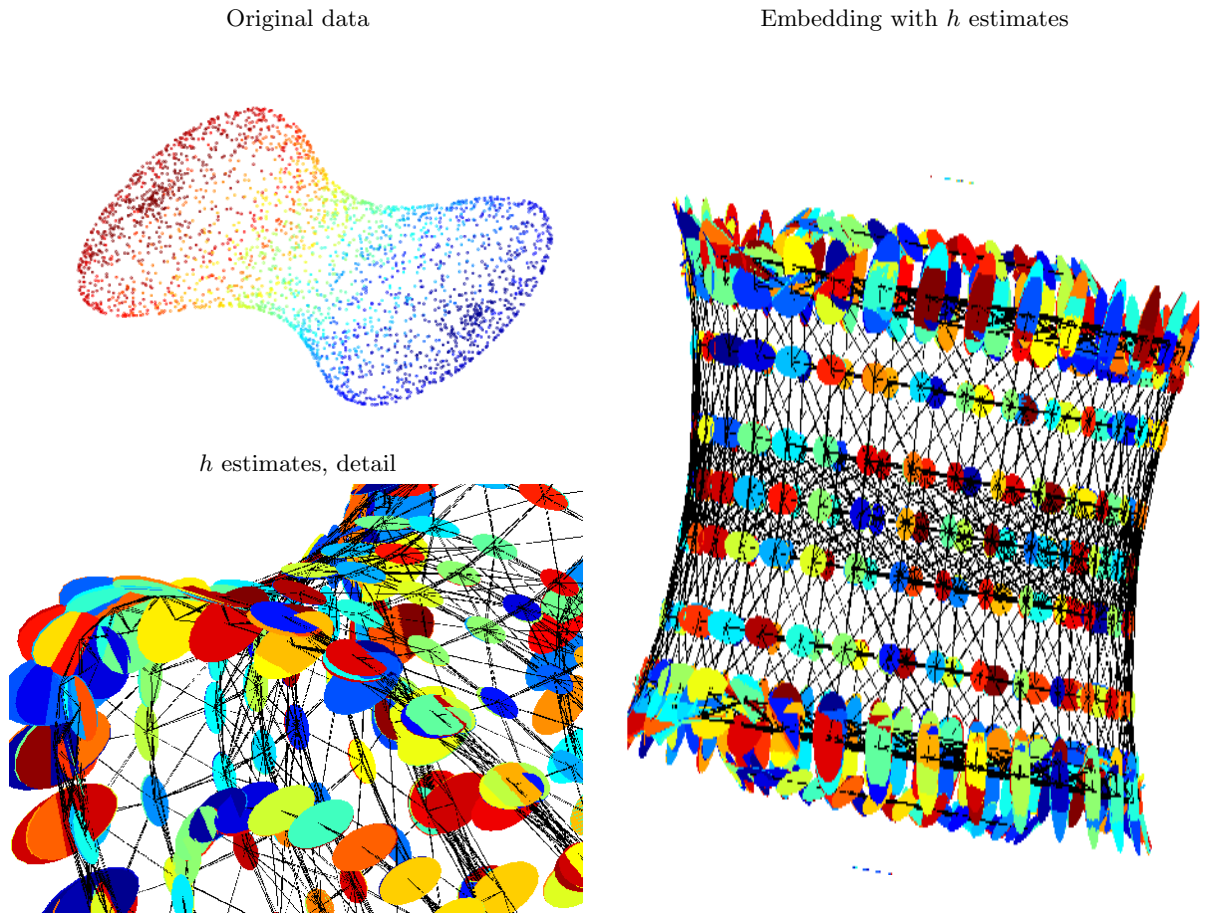 Original data
Embedding with h estimates
h estimates, detail